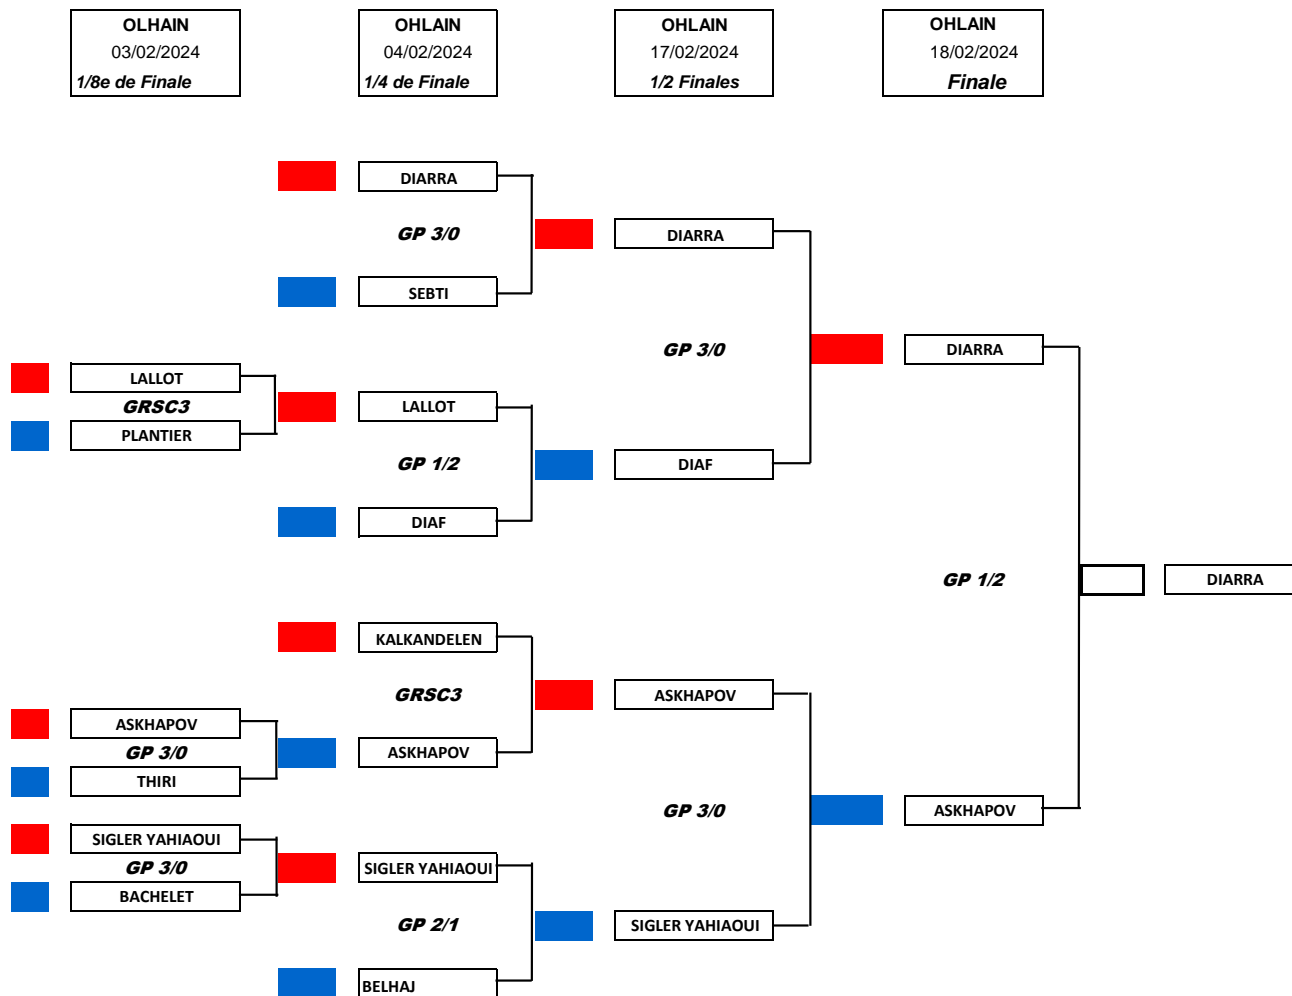 OLHAIN
03/02/2024
1/8e de Finale
OHLAIN
04/02/2024
1/4 de Finale
OHLAIN
17/02/2024
1/2 Finales
OHLAIN
18/02/2024
Finale
LALLOT
GRSC3
PLANTIER
ASKHAPOV
GP 3/0
THIRI
SIGLER YAHIAOUI
GP 3/0
BACHELET
DIARRA
GP 3/0
SEBTI
LALLOT
GP 1/2
DIAF
KALKANDELEN
GRSC3
ASKHAPOV
SIGLER YAHIAOUI
GP 2/1
BELHAJ
DIARRA
GP 3/0
DIAF
ASKHAPOV
GP 3/0
SIGLER YAHIAOUI
DIARRA
GP 1/2
ASKHAPOV
DIARRA